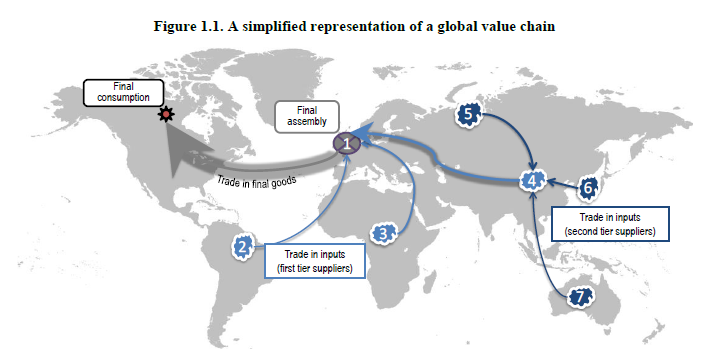 Figure 1.1. A simplified representation of a global value chain
Final
consumption
Final
assembly
5
1
Trade in final goods
4
6
Trade in inputs
(second tier suppliers)
2
3
Trade in inputs
(first tier suppliers)
7